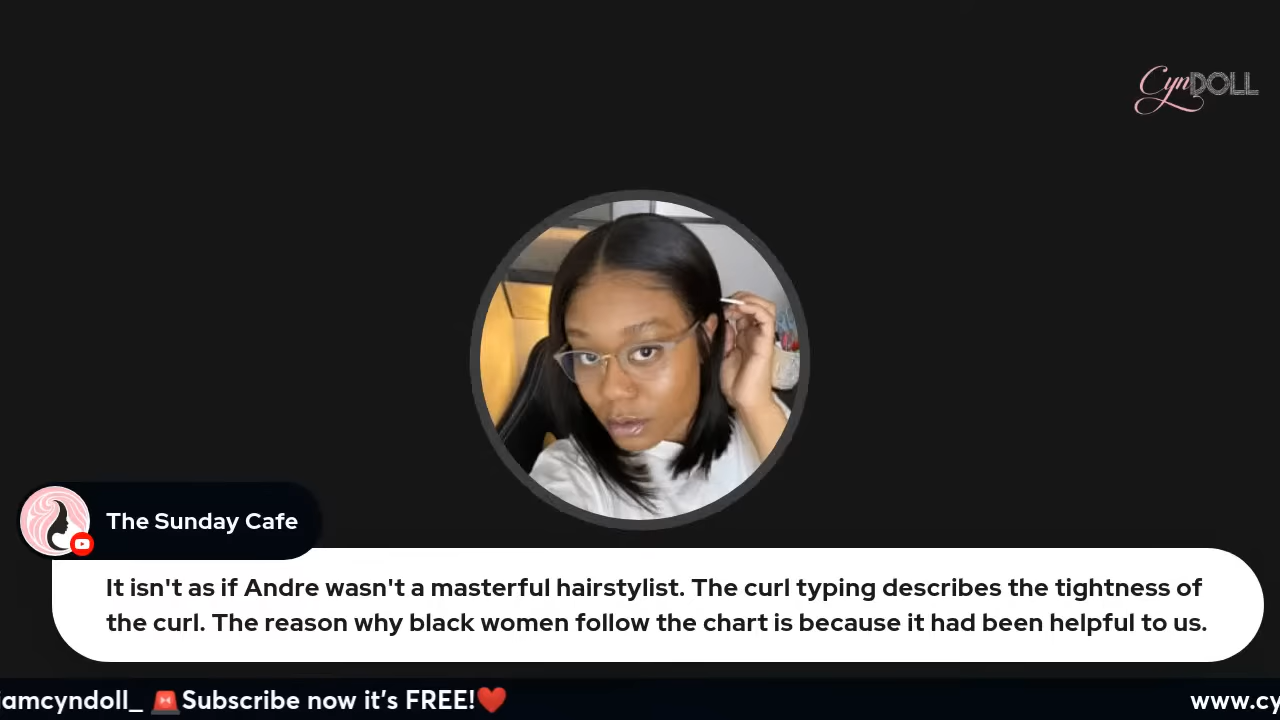 CynDOLL
The Sunday Cafe
It isn't as if Andre wasn't a masterful hairstylist. The curl typing describes the tightness of
the curl. The reason why black women follow the chart is because it had been helpful to us.
iamcyndoll_ 🚨Subscribe now it’s FREE!❤️
www.cy